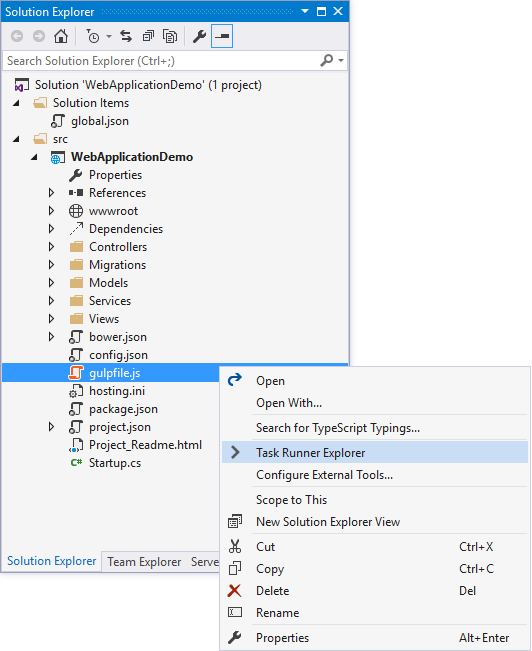 Solution Explorer
Search Solution Explorer (Ctrl+;)
Solution 'WebApplicationDemo' (1 project)
Solution Items
global.json
src
WebApplicationDemo
Properties
References
wwwroot
Dependencies
Controllers
Migrations
Models
Services
Views
bower.json
config.json
gulpfile.js
hosting.ini
package.json
project.json
Project_Readme.html
Startup.cs
Solution Explorer Team Explorer Serve
Open
Open With...
Search for TypeScript Typings...
Task Runner Explorer
Configure External Tools...
Scope to This
New Solution Explorer View
Cut Ctrl+X
Copy Ctrl+C
Delete Del
Rename
Properties Alt+Enter